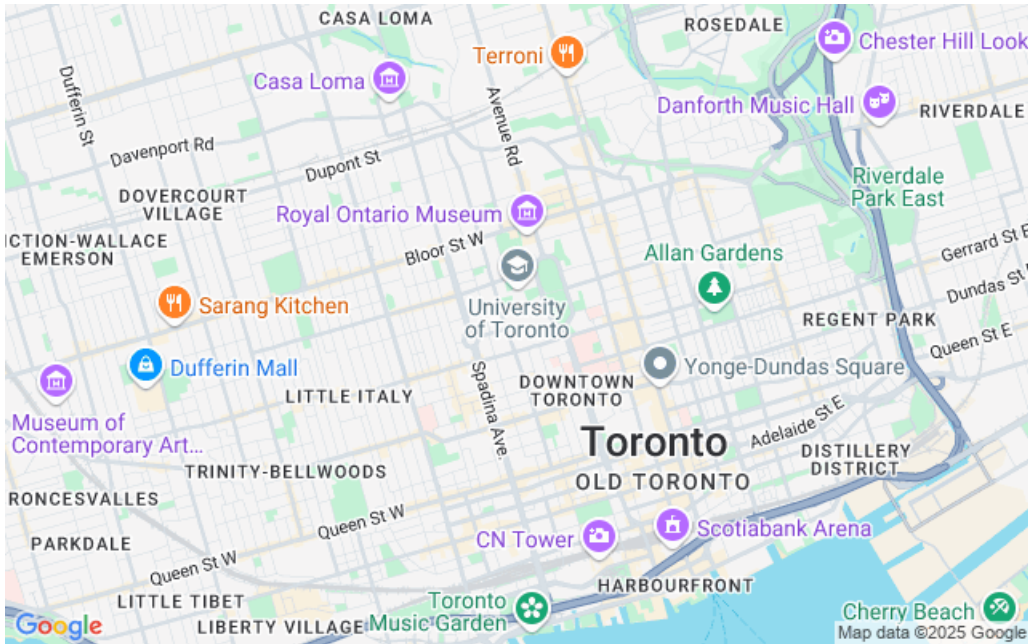 CASA LOMA
ROSEDALE
Chester Hill Look
Terroni
Casa Loma
Dufferin St
Avenue Rd
Danforth Music Hall
RIVERDALE
Davenport Rd
Dupont St
DOVERCOURT
VILLAGE
Riverdale
Park East
Royal Ontario Museum
NCTION-WALLACE
EMERSON
Bloor St W
Allan Gardens
Gerrard St E
Sarang Kitchen
University
of Toronto
Dundas St
REGENT PARK
Queen St E
Dufferin Mall
Yonge-Dundas Square
Spadina Ave.
DOWNTOWN
TORONTO
LITTLE ITALY
Museum of
Contemporary Art...
Adelaide St E
Toronto
DISTILLERY
DISTRICT
TRINITY-BELLWOODS
OLD TORONTO
RONCESVALLES
Queen St W
Scotiabank Arena
CN Tower
PARKDALE
Queen St W
HARBOURFRONT
LITTLE TIBET
Toronto
Music Garden
Cherry Beach
LIBERTY VILLAGE
Google
Map data ©2025 Google